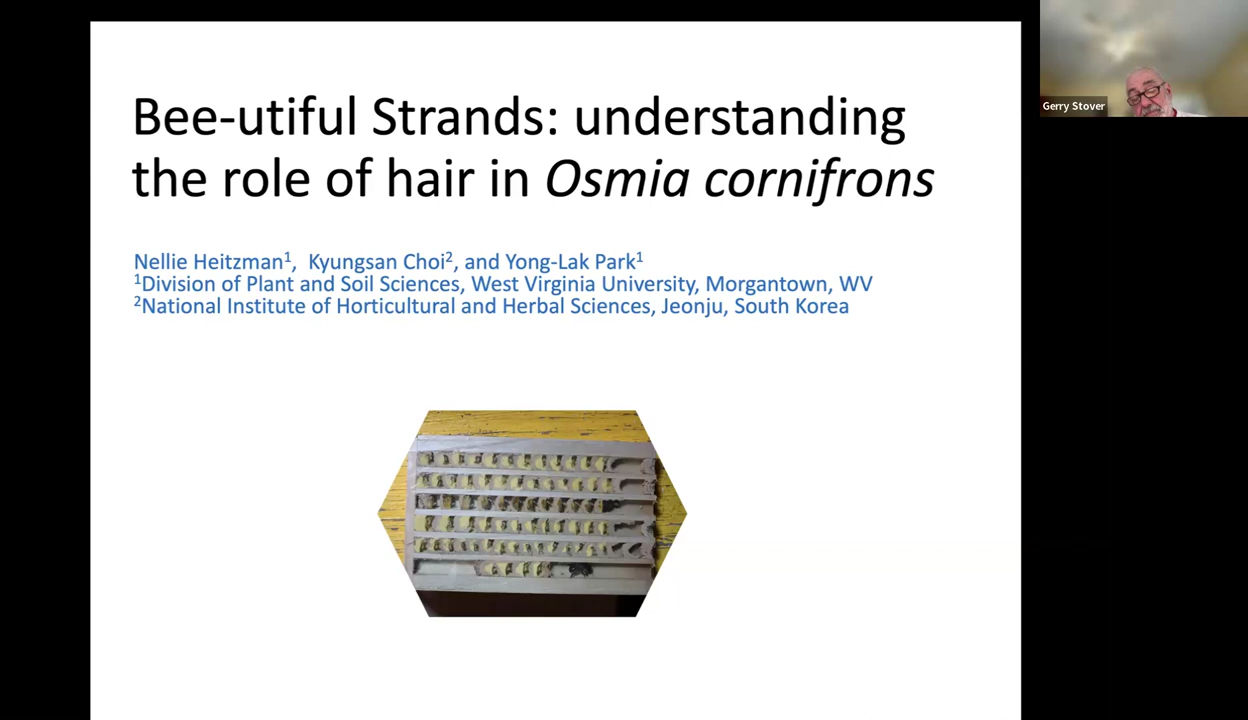 Bee-utiful Strands: understanding
the role of hair in Osmia cornifrons
Nellie Heitzman1, Kyungsan Choi2, and Yong-Lak Park1
1Division of Plant and Soil Sciences, West Virginia University, Morgantown, WV
2National Institute of Horticultural and Herbal Sciences, Jeonju, South Korea
Gerry Stover